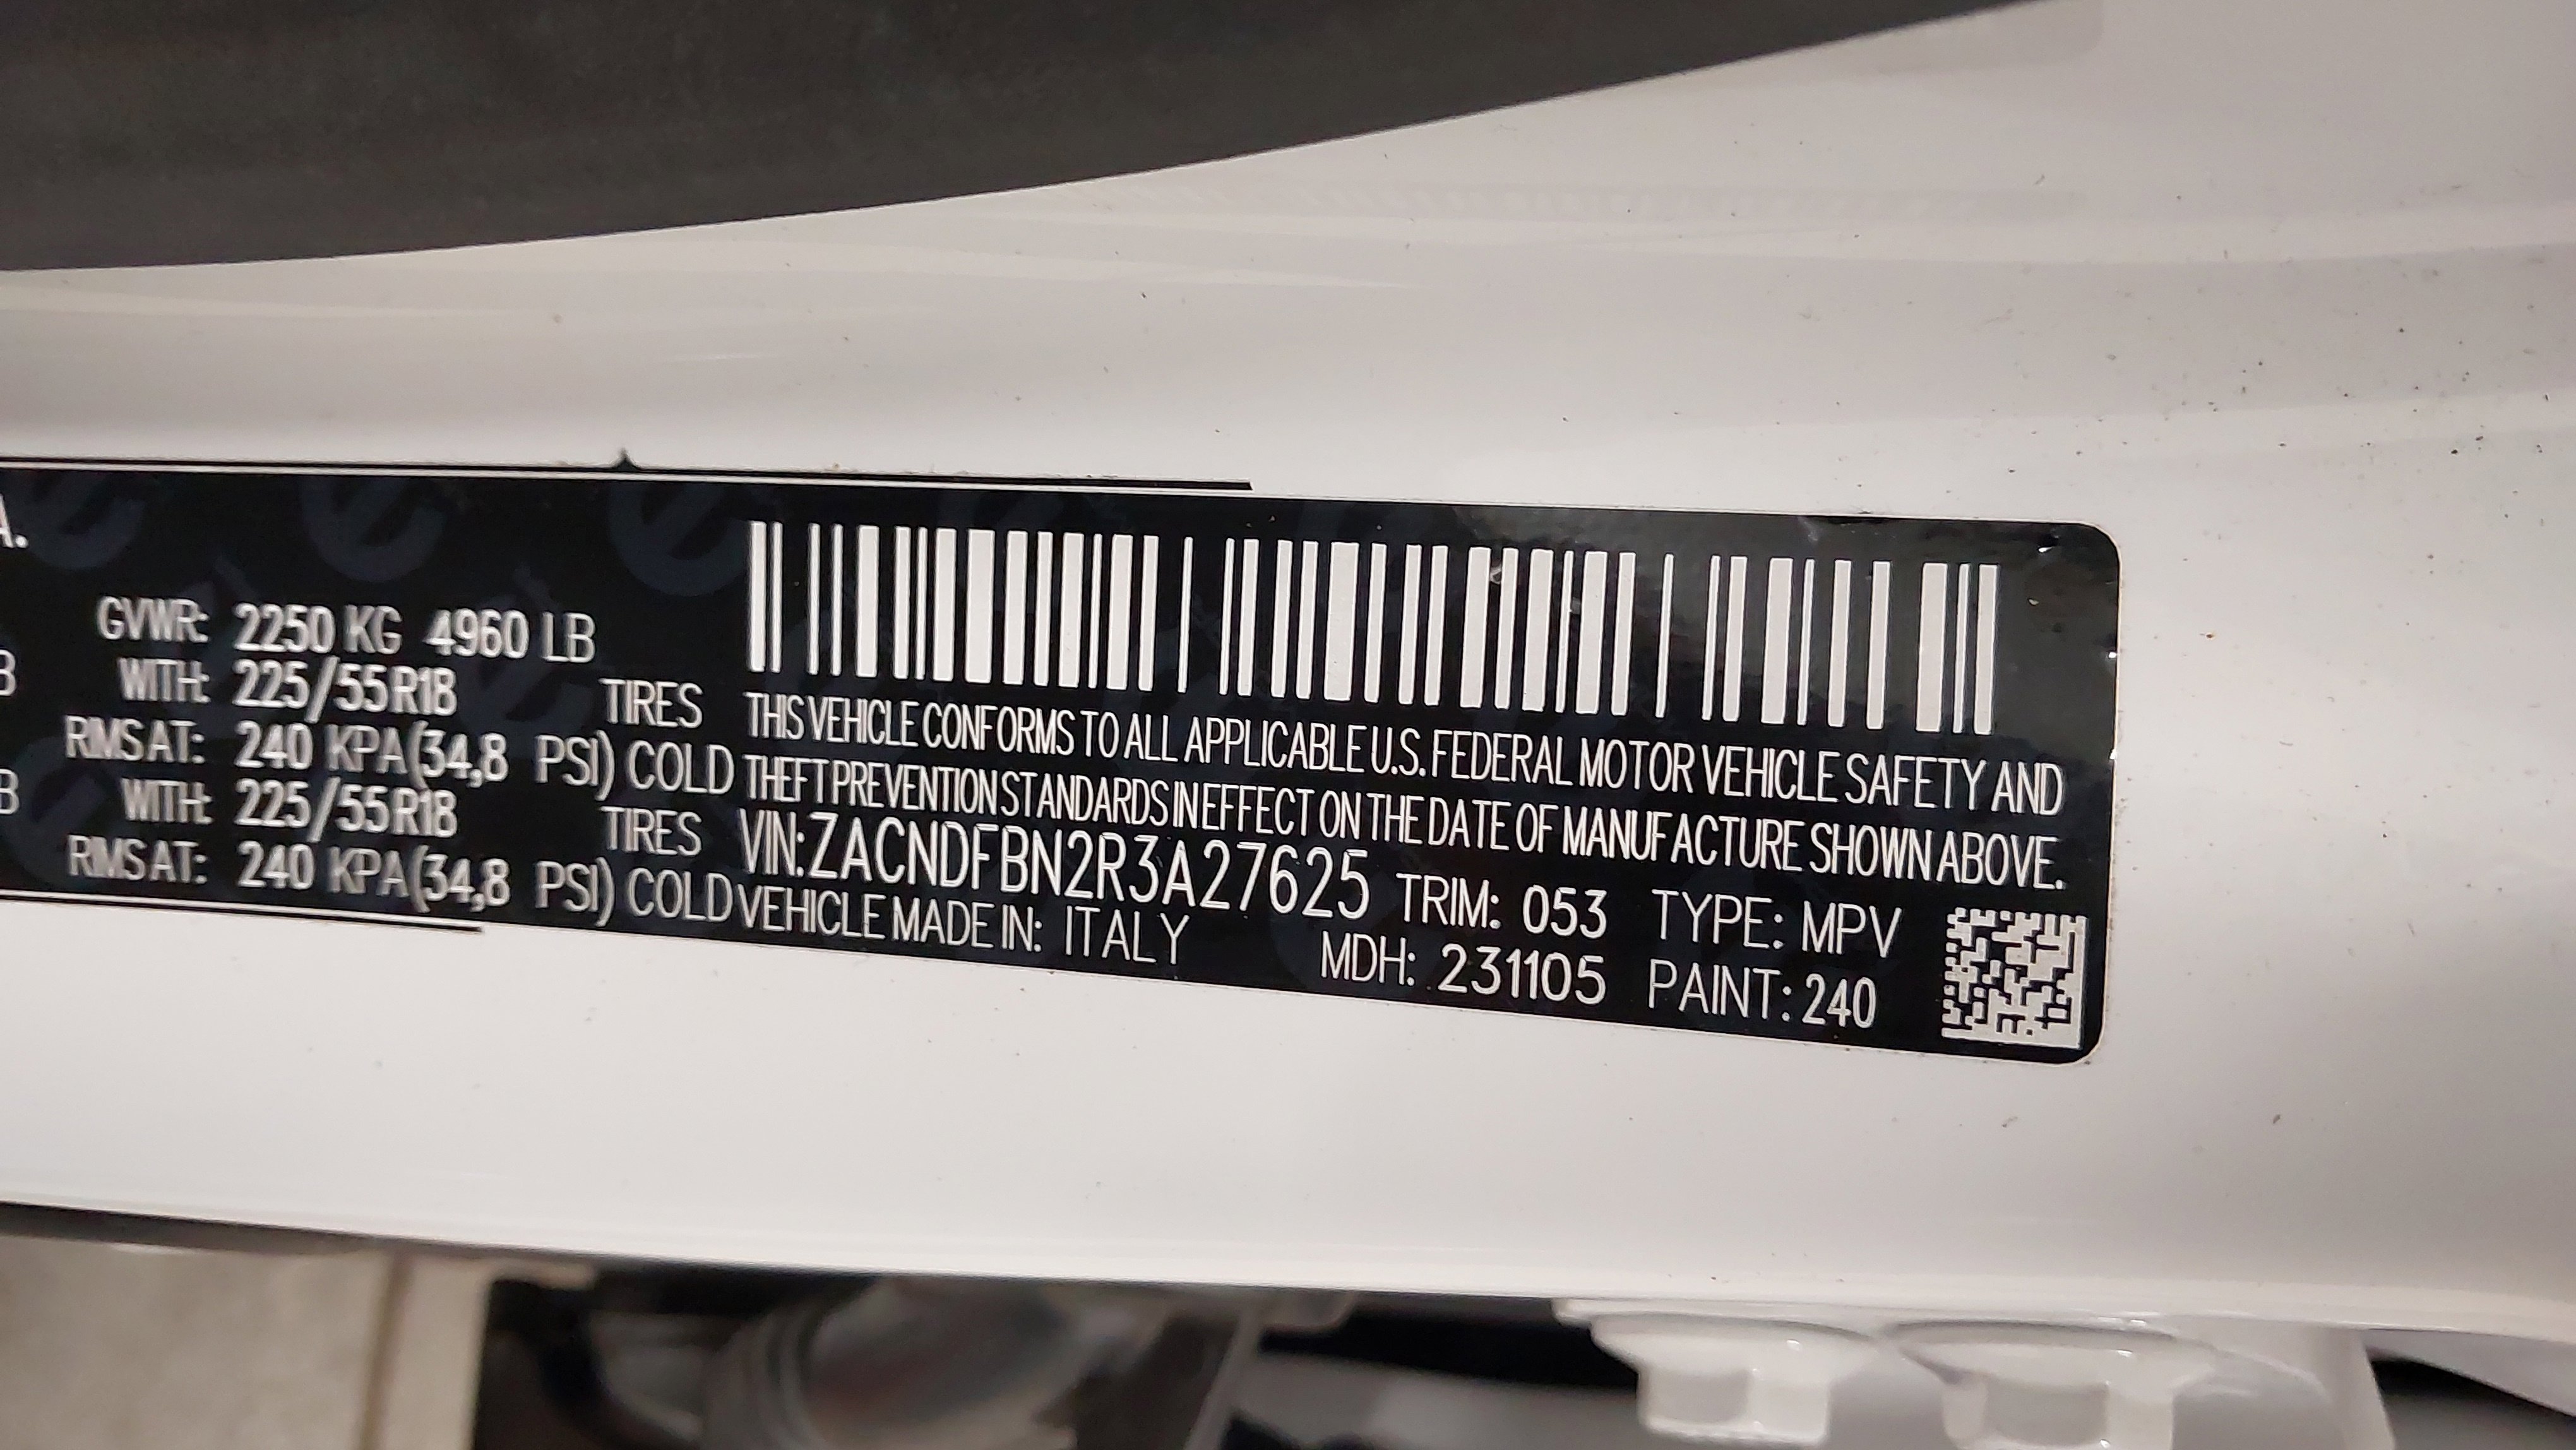 A.
GVWR: 2250 KG 4960 LB
B WITH: 225/55R18 TIRES
RIMS AT: 240 KPA(34,8 PSI) COLD
B WITH: 225/55R18 TIRES
RIMS AT: 240 KPA(34,8 PSI) COLD
THIS VEHICLE CONFORMS TO ALL APPLICABLE U.S. FEDERAL MOTOR VEHICLE SAFETY AND
THEFT PREVENTION STANDARDS IN EFFECT ON THE DATE OF MANUFACTURE SHOWN ABOVE.
VIN:ZACNDFBN2R3A27625 TRIM: 053 TYPE: MPV
VEHICLE MADE IN: ITALY MDH: 231105 PAINT: 240